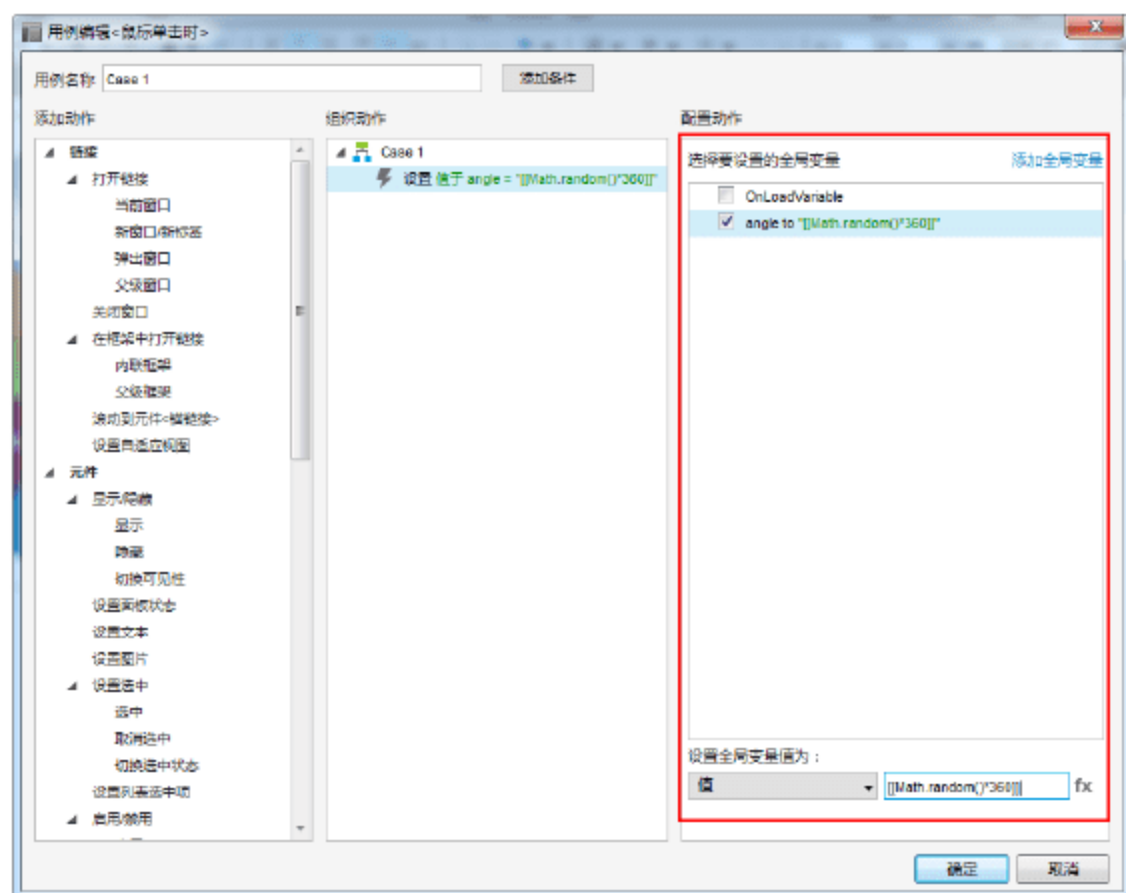 用例编辑<鼠标单击时>
用例名称 Case 1 添加条件
添加动作 组织动作 配置动作
链接
打开链接
当前窗口
新窗口/新标签
弹出窗口
父级窗口
关闭窗口
在框架中打开链接
内联框架
父级框架
滚动到元件<锚链接>
设置自适应视图
元件
显示/隐藏
显示
隐藏
切换可见性
设置面板状态
设置文本
设置图片
设置选中
选中
取消选中
切换选中状态
设置列表选中项
启用/禁用
Case 1
设置 值于 angle = "[[Math.random()*360]]"
选择要设置的全局变量 添加全局变量
OnLoadVariable
angle to "[[Math.random()*360]]"
设置全局变量值为：
值 [[Math.random()*360]] fx
确定 取消